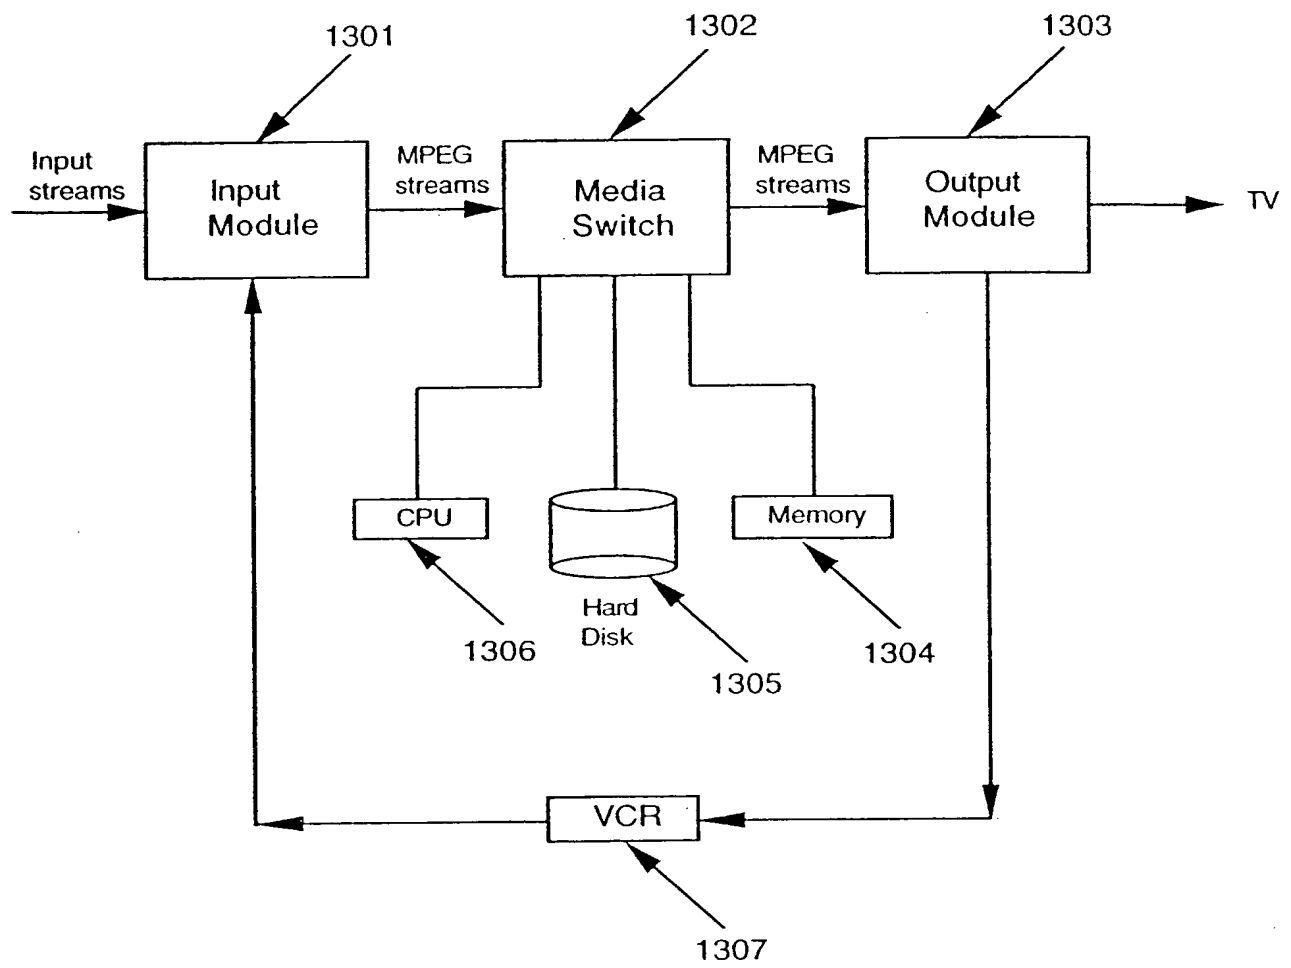 1301
1302
1303
Input
streams
Input
Module
MPEG
streams
Media
Switch
MPEG
streams
Output
Module
TV
CPU
Memory
Hard
Disk
1306
1305
1304
VCR
1307